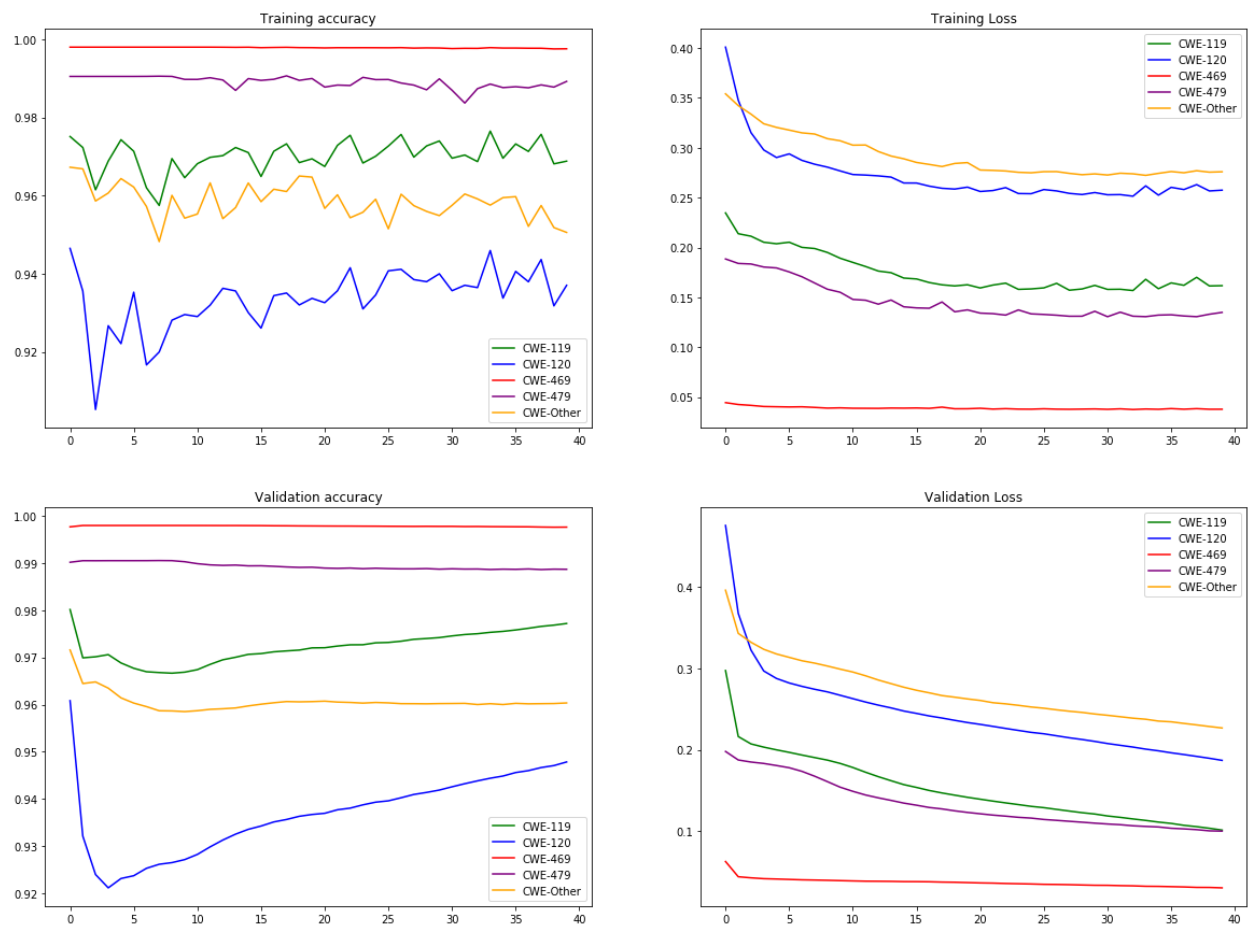 Training accuracy
1.00
0.98
0.96
0.94
0.92
0 5 10 15 20 25 30 35 40
CWE-119
CWE-120
CWE-469
CWE-479
CWE-Other
Training Loss
0.40
0.35
0.30
0.25
0.20
0.15
0.10
0.05
0 5 10 15 20 25 30 35 40
CWE-119
CWE-120
CWE-469
CWE-479
CWE-Other
Validation accuracy
1.00
0.99
0.98
0.97
0.96
0.95
0.94
0.93
0.92
0 5 10 15 20 25 30 35 40
CWE-119
CWE-120
CWE-469
CWE-479
CWE-Other
Validation Loss
0.4
0.3
0.2
0.1
0 5 10 15 20 25 30 35 40
CWE-119
CWE-120
CWE-469
CWE-479
CWE-Other